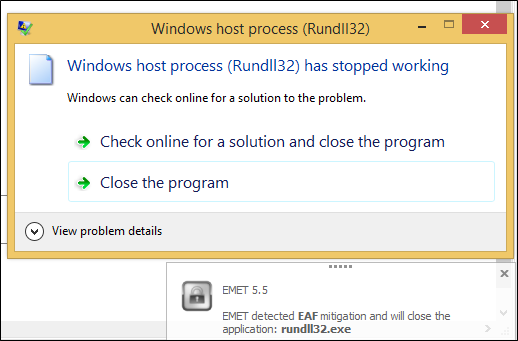 Windows host process (Rundll32)
Windows host process (Rundll32) has stopped working
Windows can check online for a solution to the problem.
Check online for a solution and close the program
Close the program
View problem details
EMET 5.5
EMET detected EAF mitigation and will close the
application: rundll32.exe